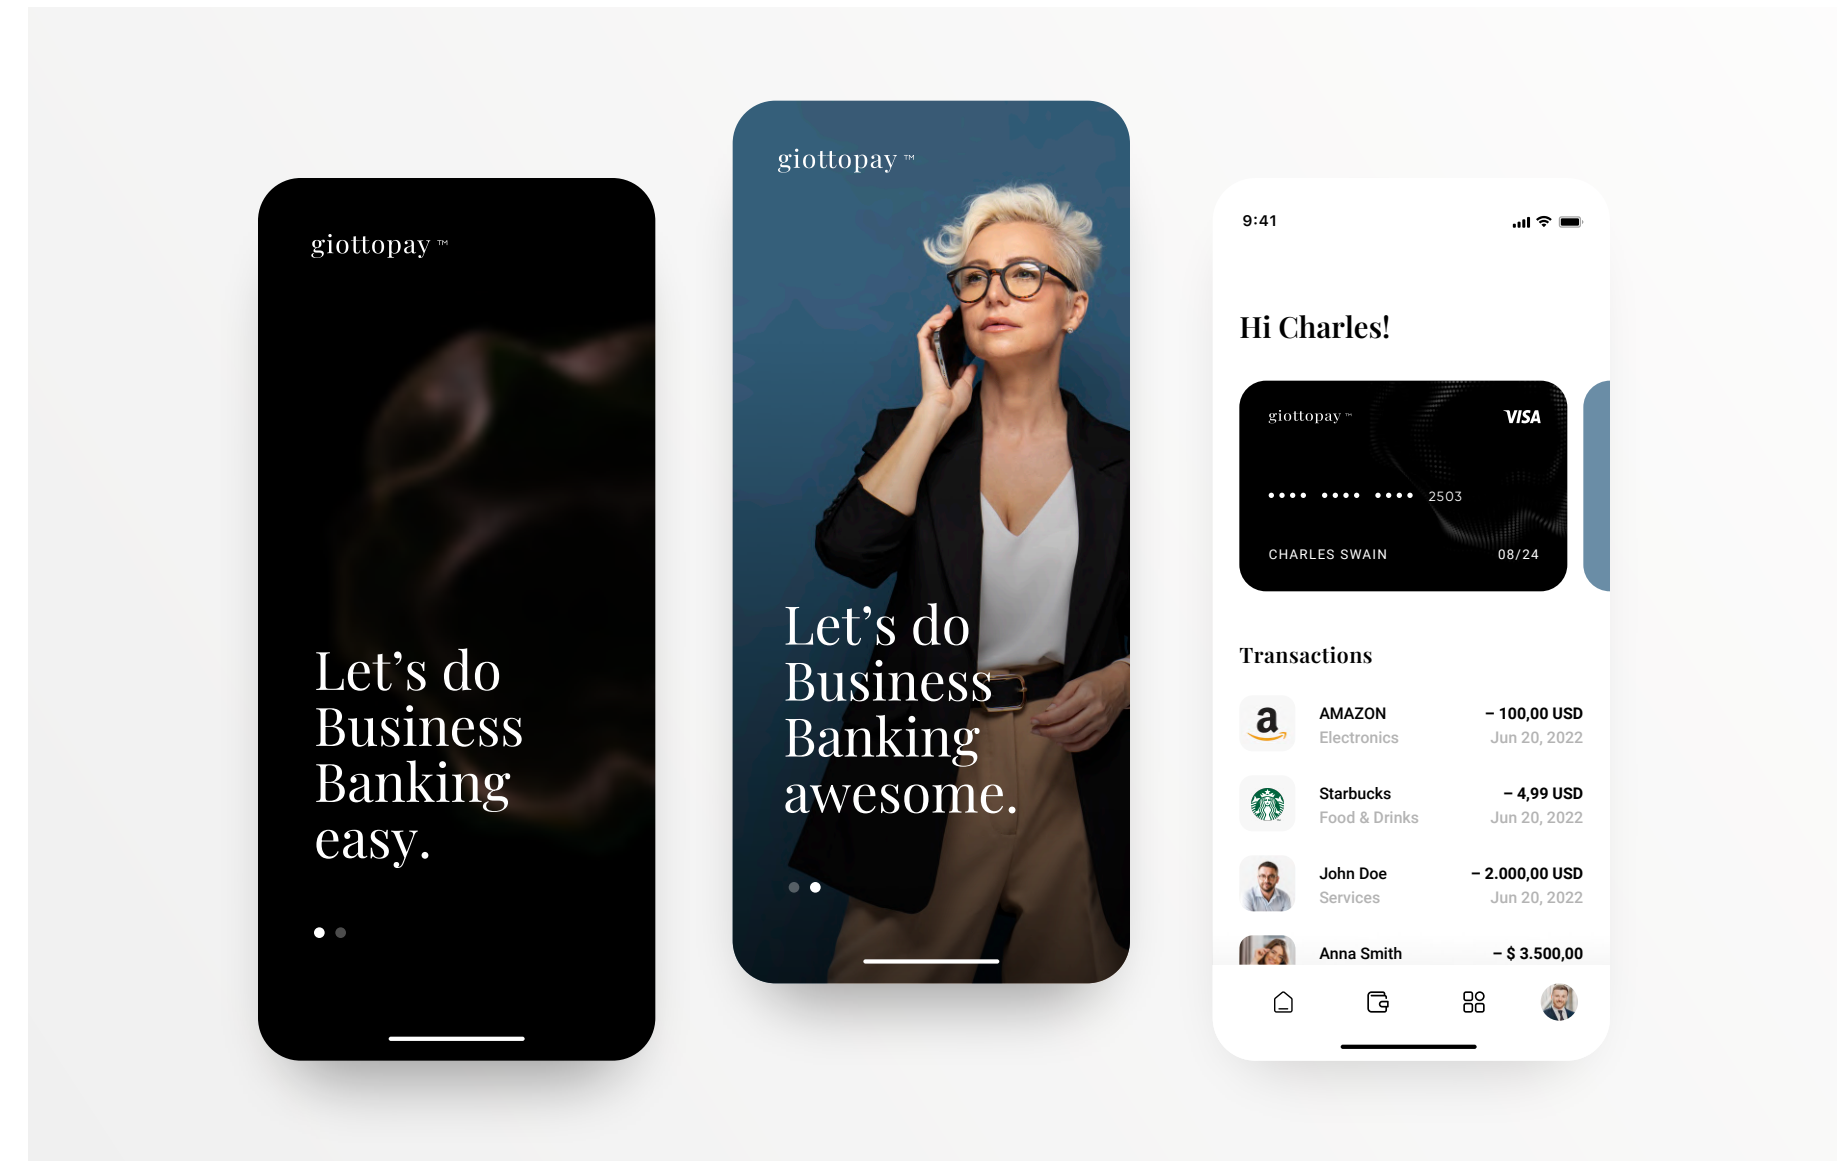 giottopay ™
Let’s do
Business
Banking
easy.
giottopay ™
Let’s do
Business
Banking
awesome.
9:41
Hi Charles!
giottopay ™
VISA
•••• •••• •••• 2503
CHARLES SWAIN 08/24
Transactions
a
AMAZON – 100,00 USD
Electronics Jun 20, 2022
Starbucks – 4,99 USD
Food & Drinks Jun 20, 2022
John Doe – 2.000,00 USD
Services Jun 20, 2022
Anna Smith – $ 3.500,00